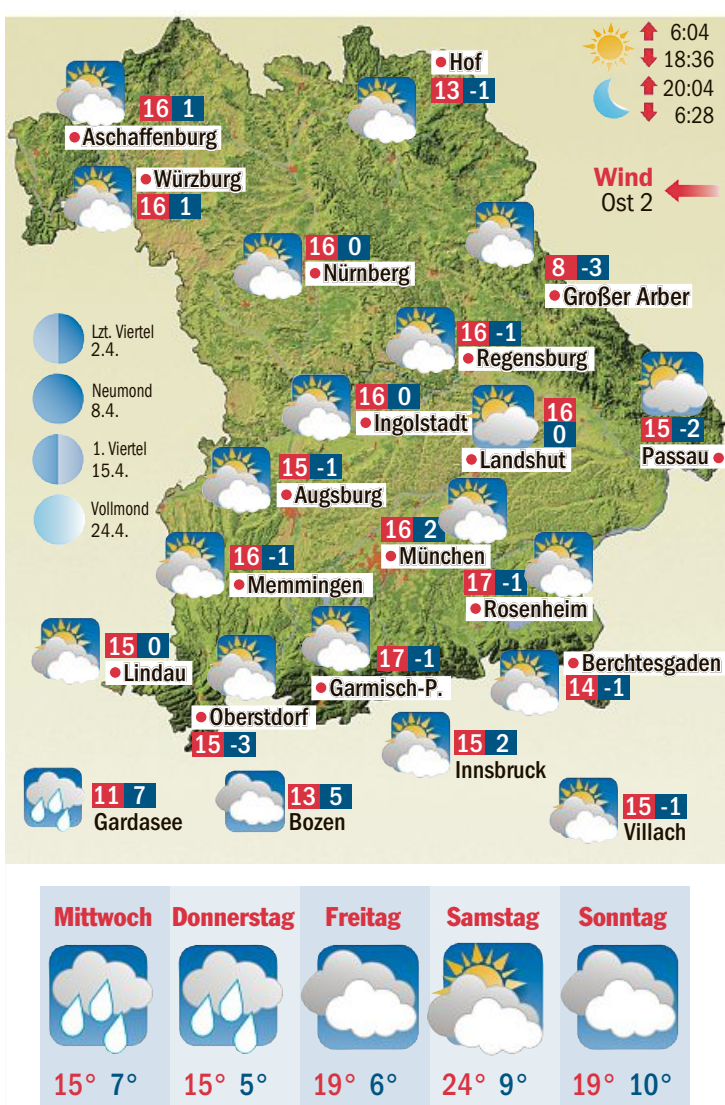 6:04
18:36
20:04
6:28
Hof
13 -1
16 1
Aschaffenburg
Würzburg
16 1
Wind
Ost 2
16 0
Nürnberg
8 -3
Großer Arber
Lzt. Viertel
2.4.
Neumond
8.4.
1. Viertel
15.4.
Vollmond
24.4.
16 -1
Regensburg
16 0
Ingolstadt
16
0
Landshut
15 -2
Passau
15 -1
Augsburg
16 2
München
16 -1
Memmingen
17 -1
Rosenheim
15 0
Lindau
17 -1
Garmisch-P.
Berchtesgaden
14 -1
Oberstdorf
15 -3
15 2
Innsbruck
11 7
Gardasee
13 5
Bozen
15 -1
Villach
Mittwoch Donnerstag Freitag Samstag Sonntag
15° 7° 15° 5° 19° 6° 24° 9° 19° 10°